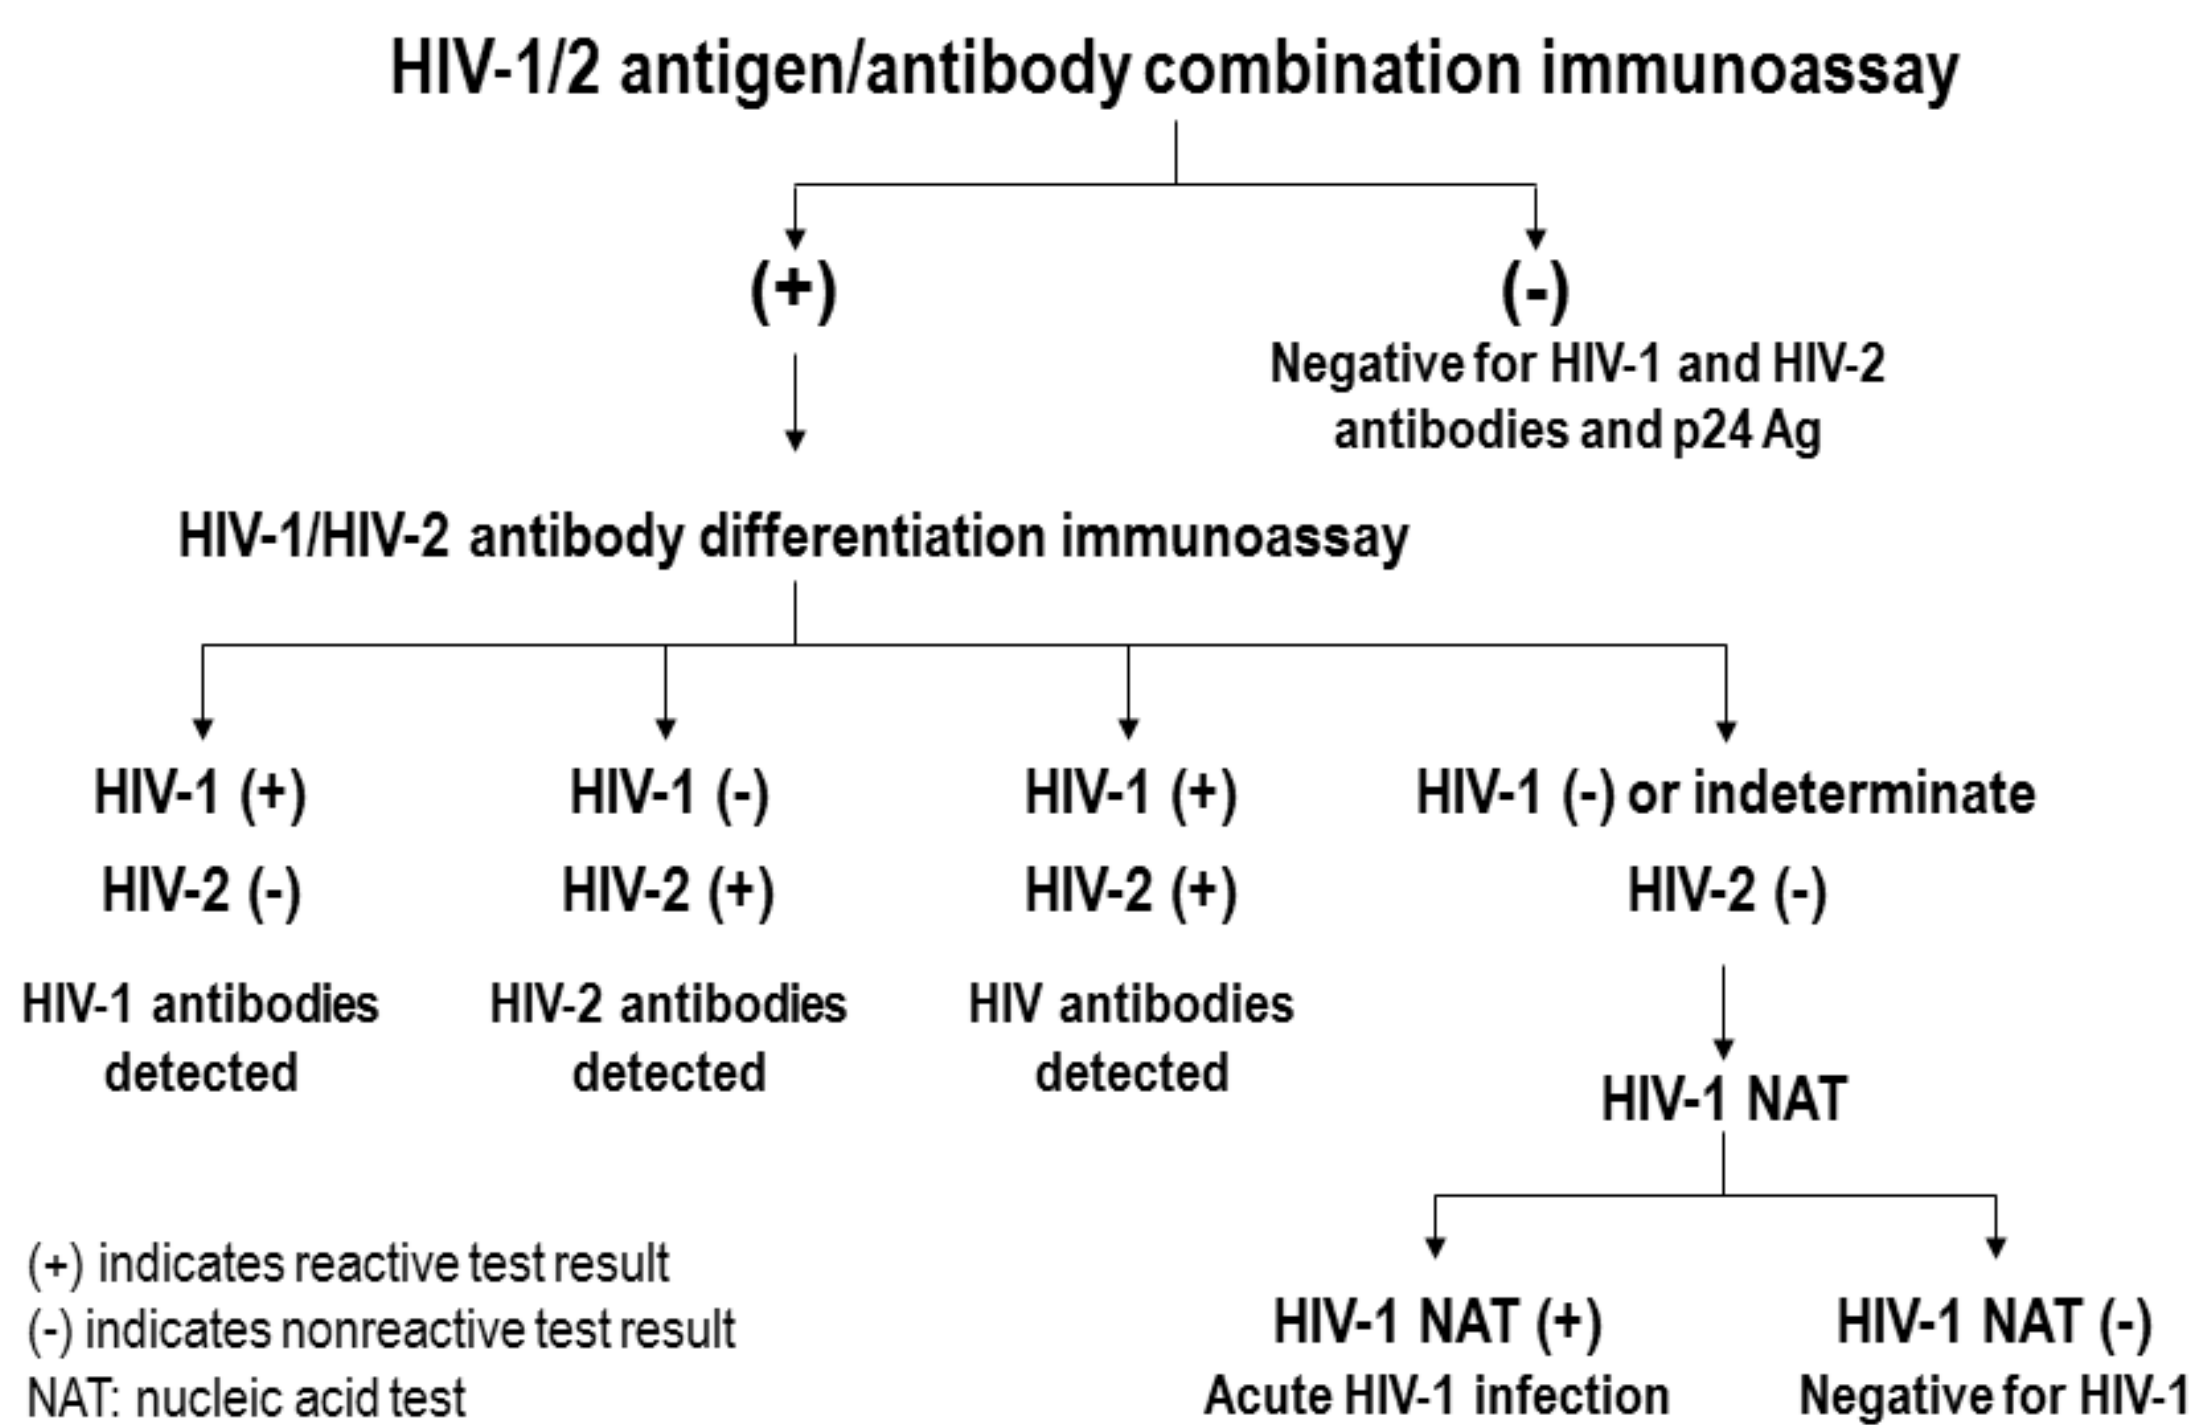 HIV-1/2 antigen/antibody combination immunoassay
(+)
(-)
Negative for HIV-1 and HIV-2
antibodies and p24 Ag
HIV-1/HIV-2 antibody differentiation immunoassay
HIV-1 (+)
HIV-2 (-)
HIV-1 antibodies
detected
HIV-1 (-)
HIV-2 (+)
HIV-2 antibodies
detected
HIV-1 (+)
HIV-2 (+)
HIV antibodies
detected
HIV-1 (-) or indeterminate
HIV-2 (-)
HIV-1 NAT
HIV-1 NAT (+)
Acute HIV-1 infection
HIV-1 NAT (-)
Negative for HIV-1
(+) indicates reactive test result
(-) indicates nonreactive test result
NAT: nucleic acid test